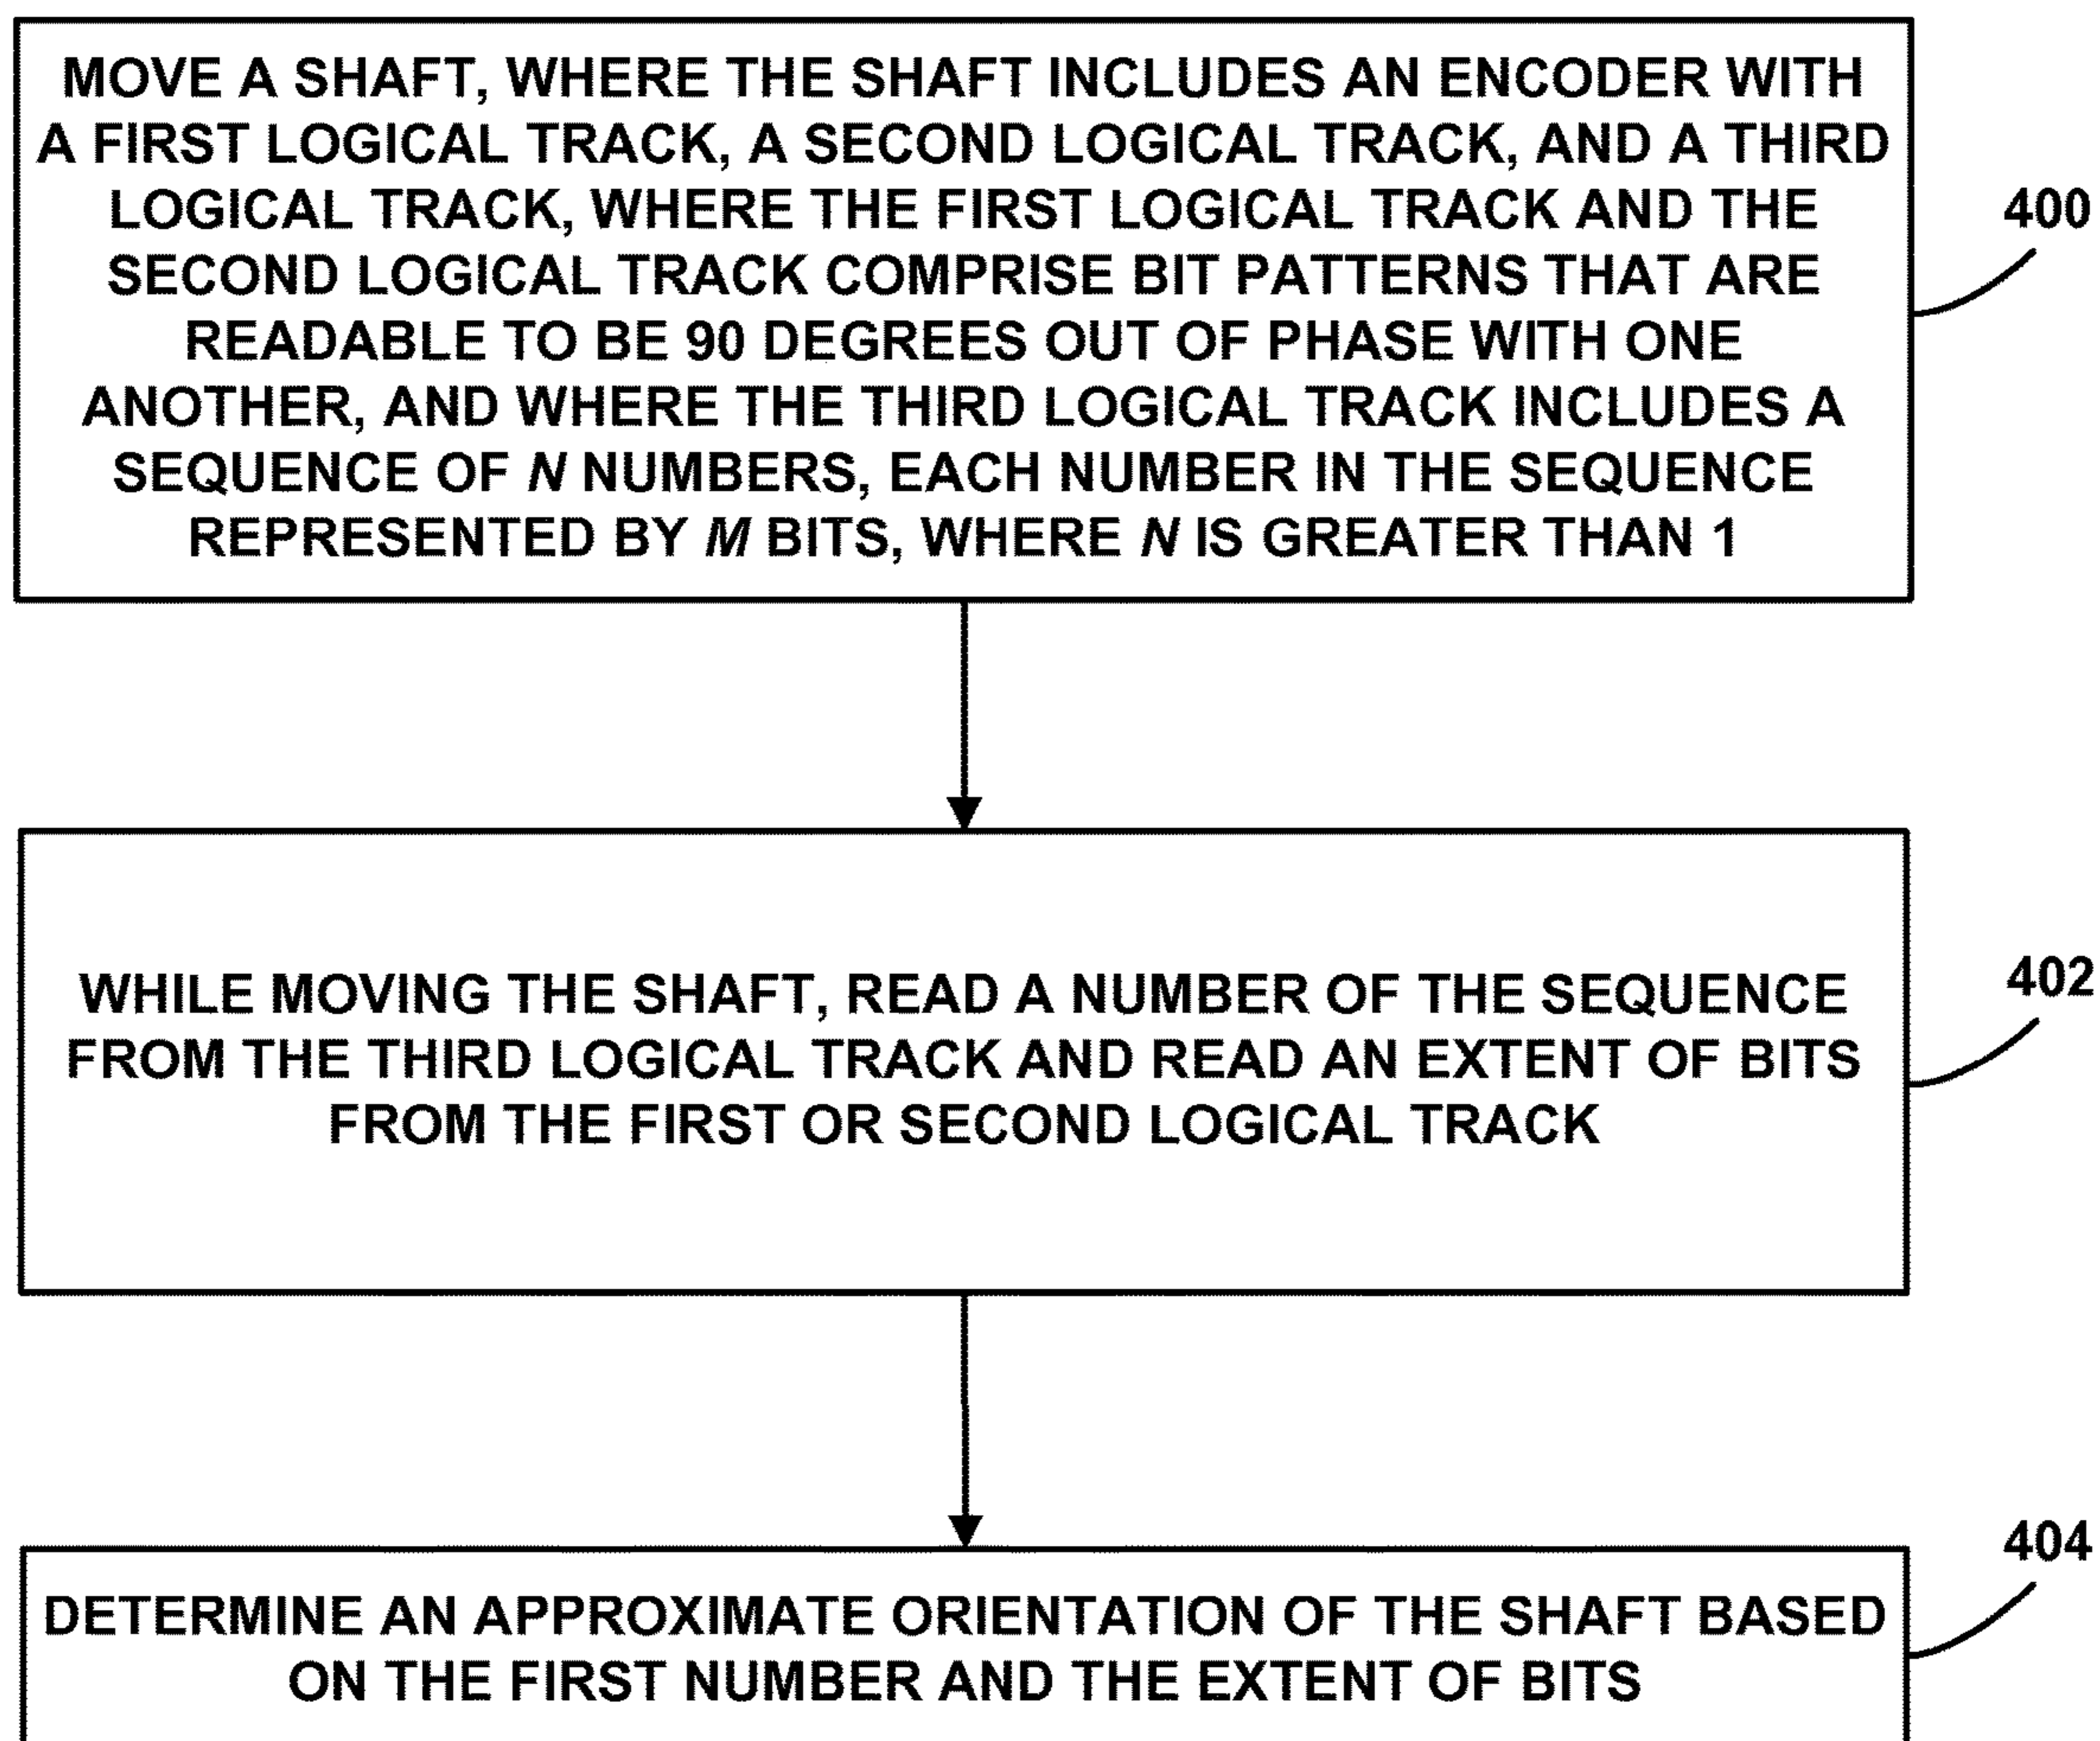 MOVE A SHAFT, WHERE THE SHAFT INCLUDES AN ENCODER WITH
A FIRST LOGICAL TRACK, A SECOND LOGICAL TRACK, AND A THIRD
LOGICAL TRACK, WHERE THE FIRST LOGICAL TRACK AND THE
SECOND LOGICAL TRACK COMPRISE BIT PATTERNS THAT ARE
READABLE TO BE 90 DEGREES OUT OF PHASE WITH ONE
ANOTHER, AND WHERE THE THIRD LOGICAL TRACK INCLUDES A
SEQUENCE OF N NUMBERS, EACH NUMBER IN THE SEQUENCE
REPRESENTED BY M BITS, WHERE N IS GREATER THAN 1
400
WHILE MOVING THE SHAFT, READ A NUMBER OF THE SEQUENCE
FROM THE THIRD LOGICAL TRACK AND READ AN EXTENT OF BITS
FROM THE FIRST OR SECOND LOGICAL TRACK
402
DETERMINE AN APPROXIMATE ORIENTATION OF THE SHAFT BASED
ON THE FIRST NUMBER AND THE EXTENT OF BITS
404